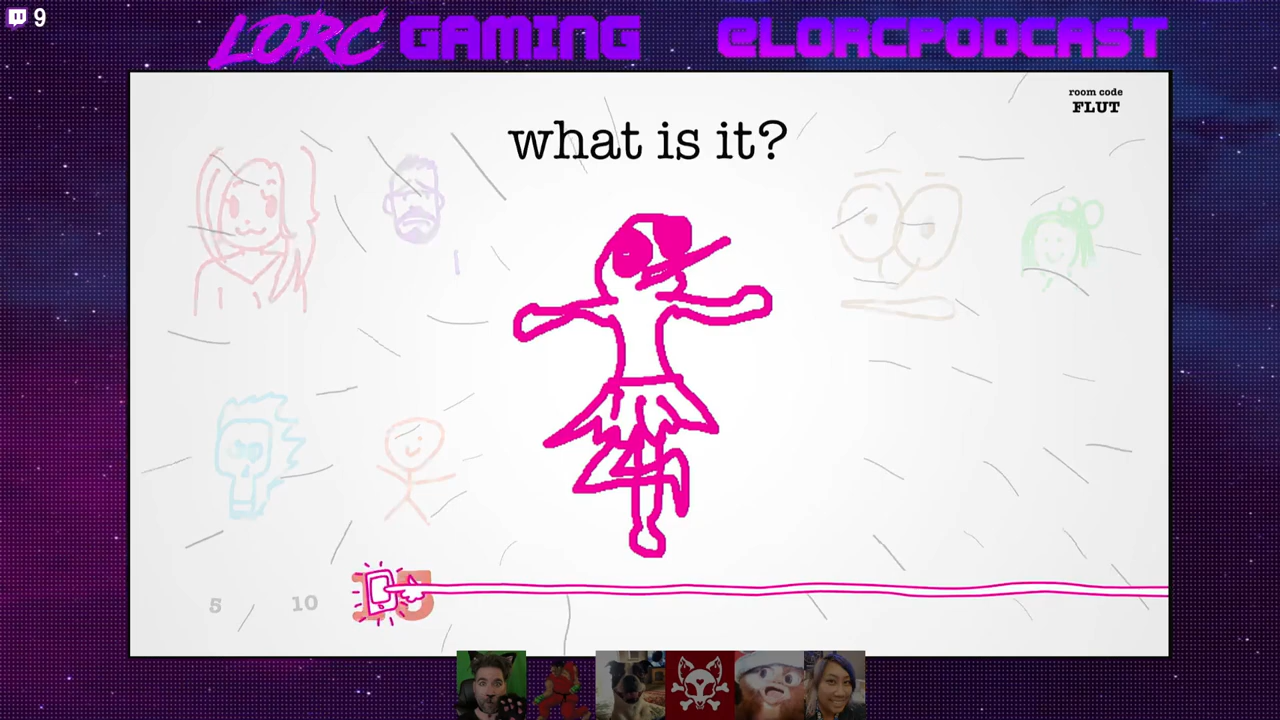 9
LORC GAMING
@LORCPODCAST
room code
FLUT
what is it?
5
10